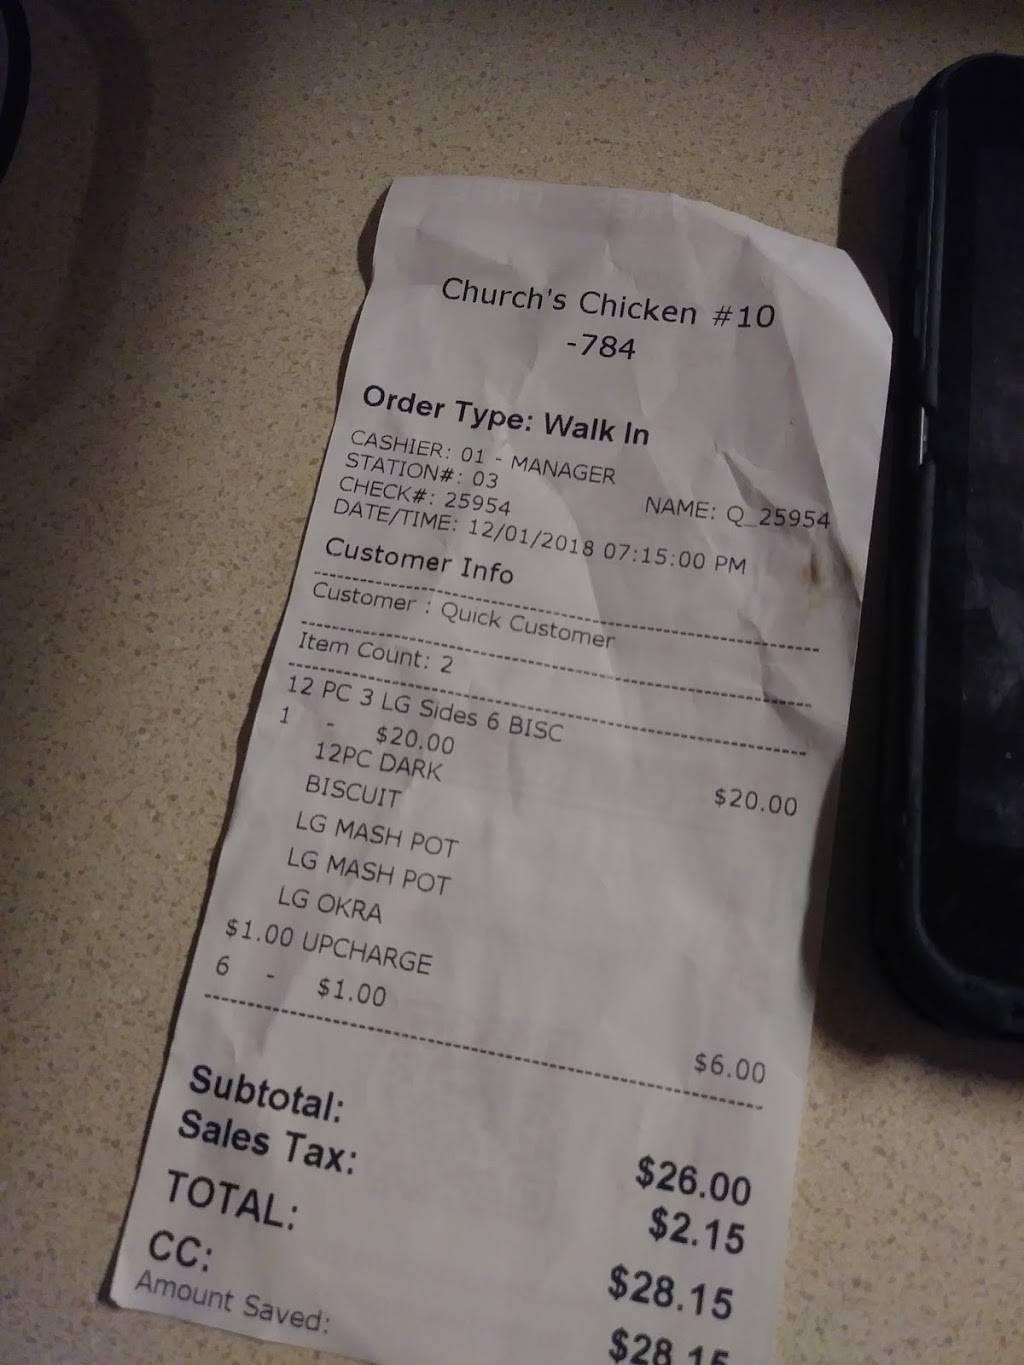 Church's Chicken #10
-784
Order Type: Walk In
CASHIER: 01 - MANAGER
STATION#: 03
CHECK#: 25954 NAME: Q_25954
DATE/TIME: 12/01/2018 07:15:00 PM
Customer Info
Customer : Quick Customer
Item Count: 2
12 PC 3 LG Sides 6 BISC
1 - $20.00 $20.00
12PC DARK
BISCUIT
LG MASH POT
LG MASH POT
LG OKRA
$1.00 UPCHARGE
6 - $1.00 $6.00
Subtotal: $26.00
Sales Tax: $2.15
TOTAL: $28.15
CC: $28.15
Amount Saved: